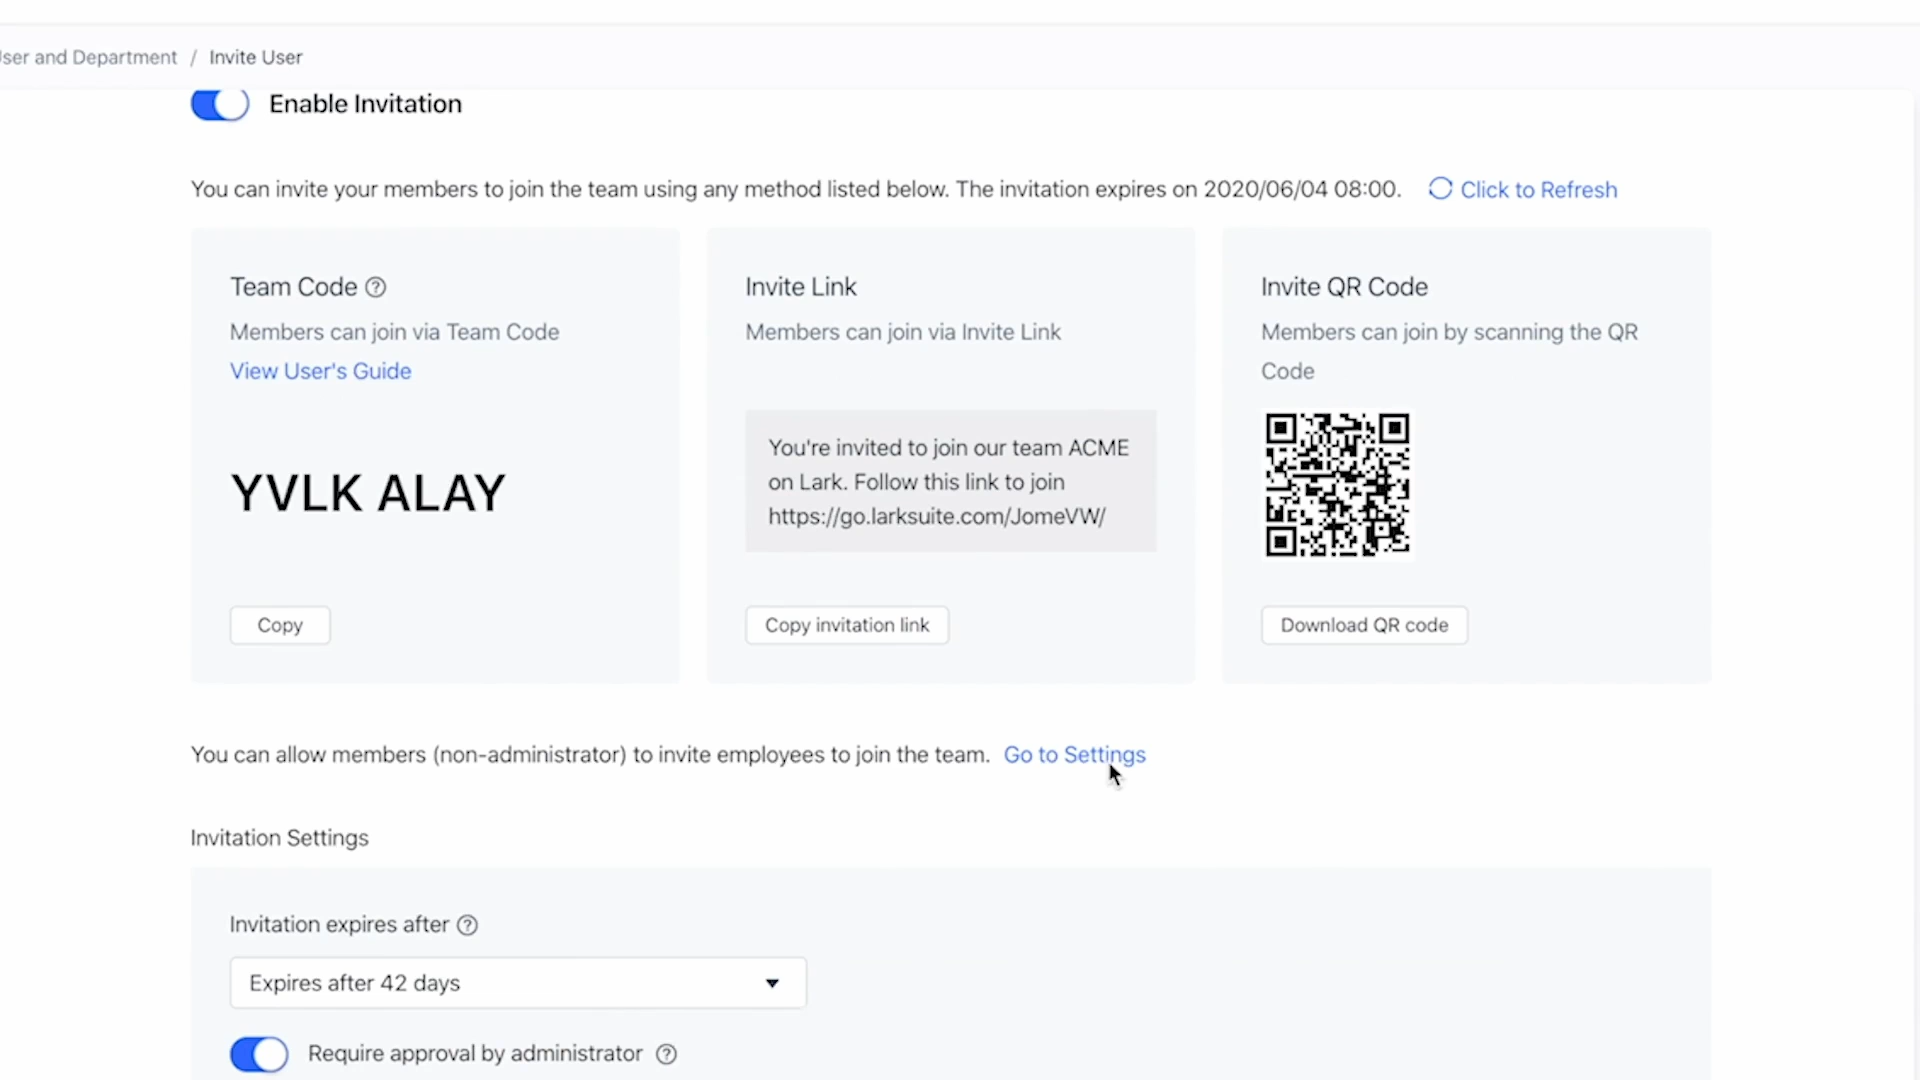 User and Department / Invite User
Enable Invitation
You can invite your members to join the team using any method listed below. The invitation expires on 2020/06/04 08:00. Click to Refresh
Team Code ?
Members can join via Team Code
View User's Guide
YVLK ALAY
Copy
Invite Link
Members can join via Invite Link
You're invited to join our team ACME
on Lark. Follow this link to join
https://go.larksuite.com/JomeVW/
Copy invitation link
Invite QR Code
Members can join by scanning the QR
Code
Download QR code
You can allow members (non-administrator) to invite employees to join the team. Go to Settings
Invitation Settings
Invitation expires after ?
Expires after 42 days
Require approval by administrator ?